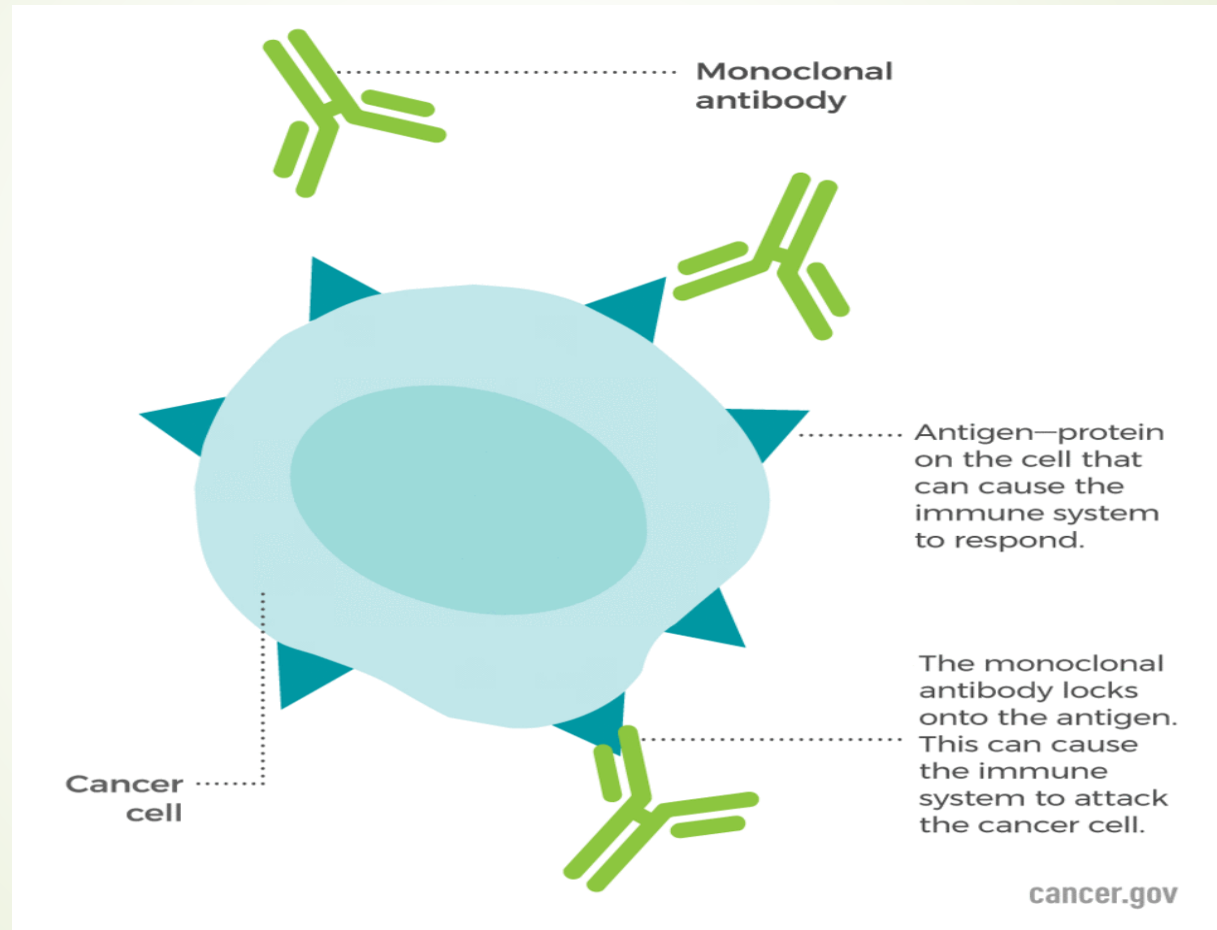 Monoclonal
antibody
Antigen—protein
on the cell that
can cause the
immune system
to respond.
The monoclonal
antibody locks
onto the antigen.
This can cause
the immune
system to attack
the cancer cell.
Cancer
cell
cancer.gov